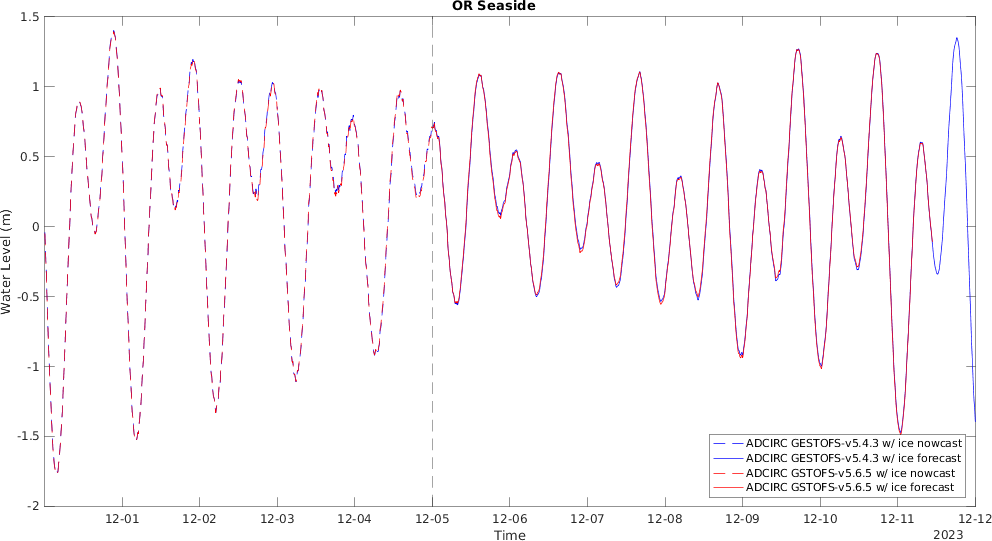 OR Seaside
1.5
1
0.5
0
-0.5
-1
-1.5
-2
Water Level (m)
12-01 12-02 12-03 12-04 12-05 12-06 12-07 12-08 12-09 12-10 12-11 12-12
Time
2023
ADCIRC GESTOFS-v5.4.3 w/ ice nowcast
ADCIRC GESTOFS-v5.4.3 w/ ice forecast
ADCIRC GSTOFS-v5.6.5 w/ ice nowcast
ADCIRC GSTOFS-v5.6.5 w/ ice forecast